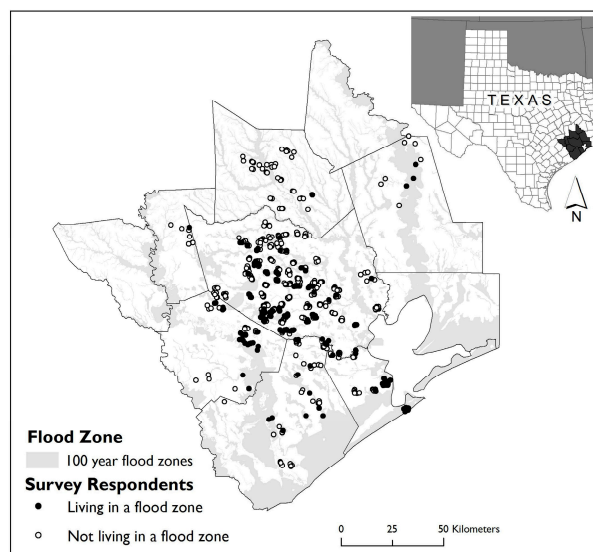 TEXAS
N
Flood Zone
100 year flood zones
Survey Respondents
Living in a flood zone
Not living in a flood zone
0 25 50 Kilometers